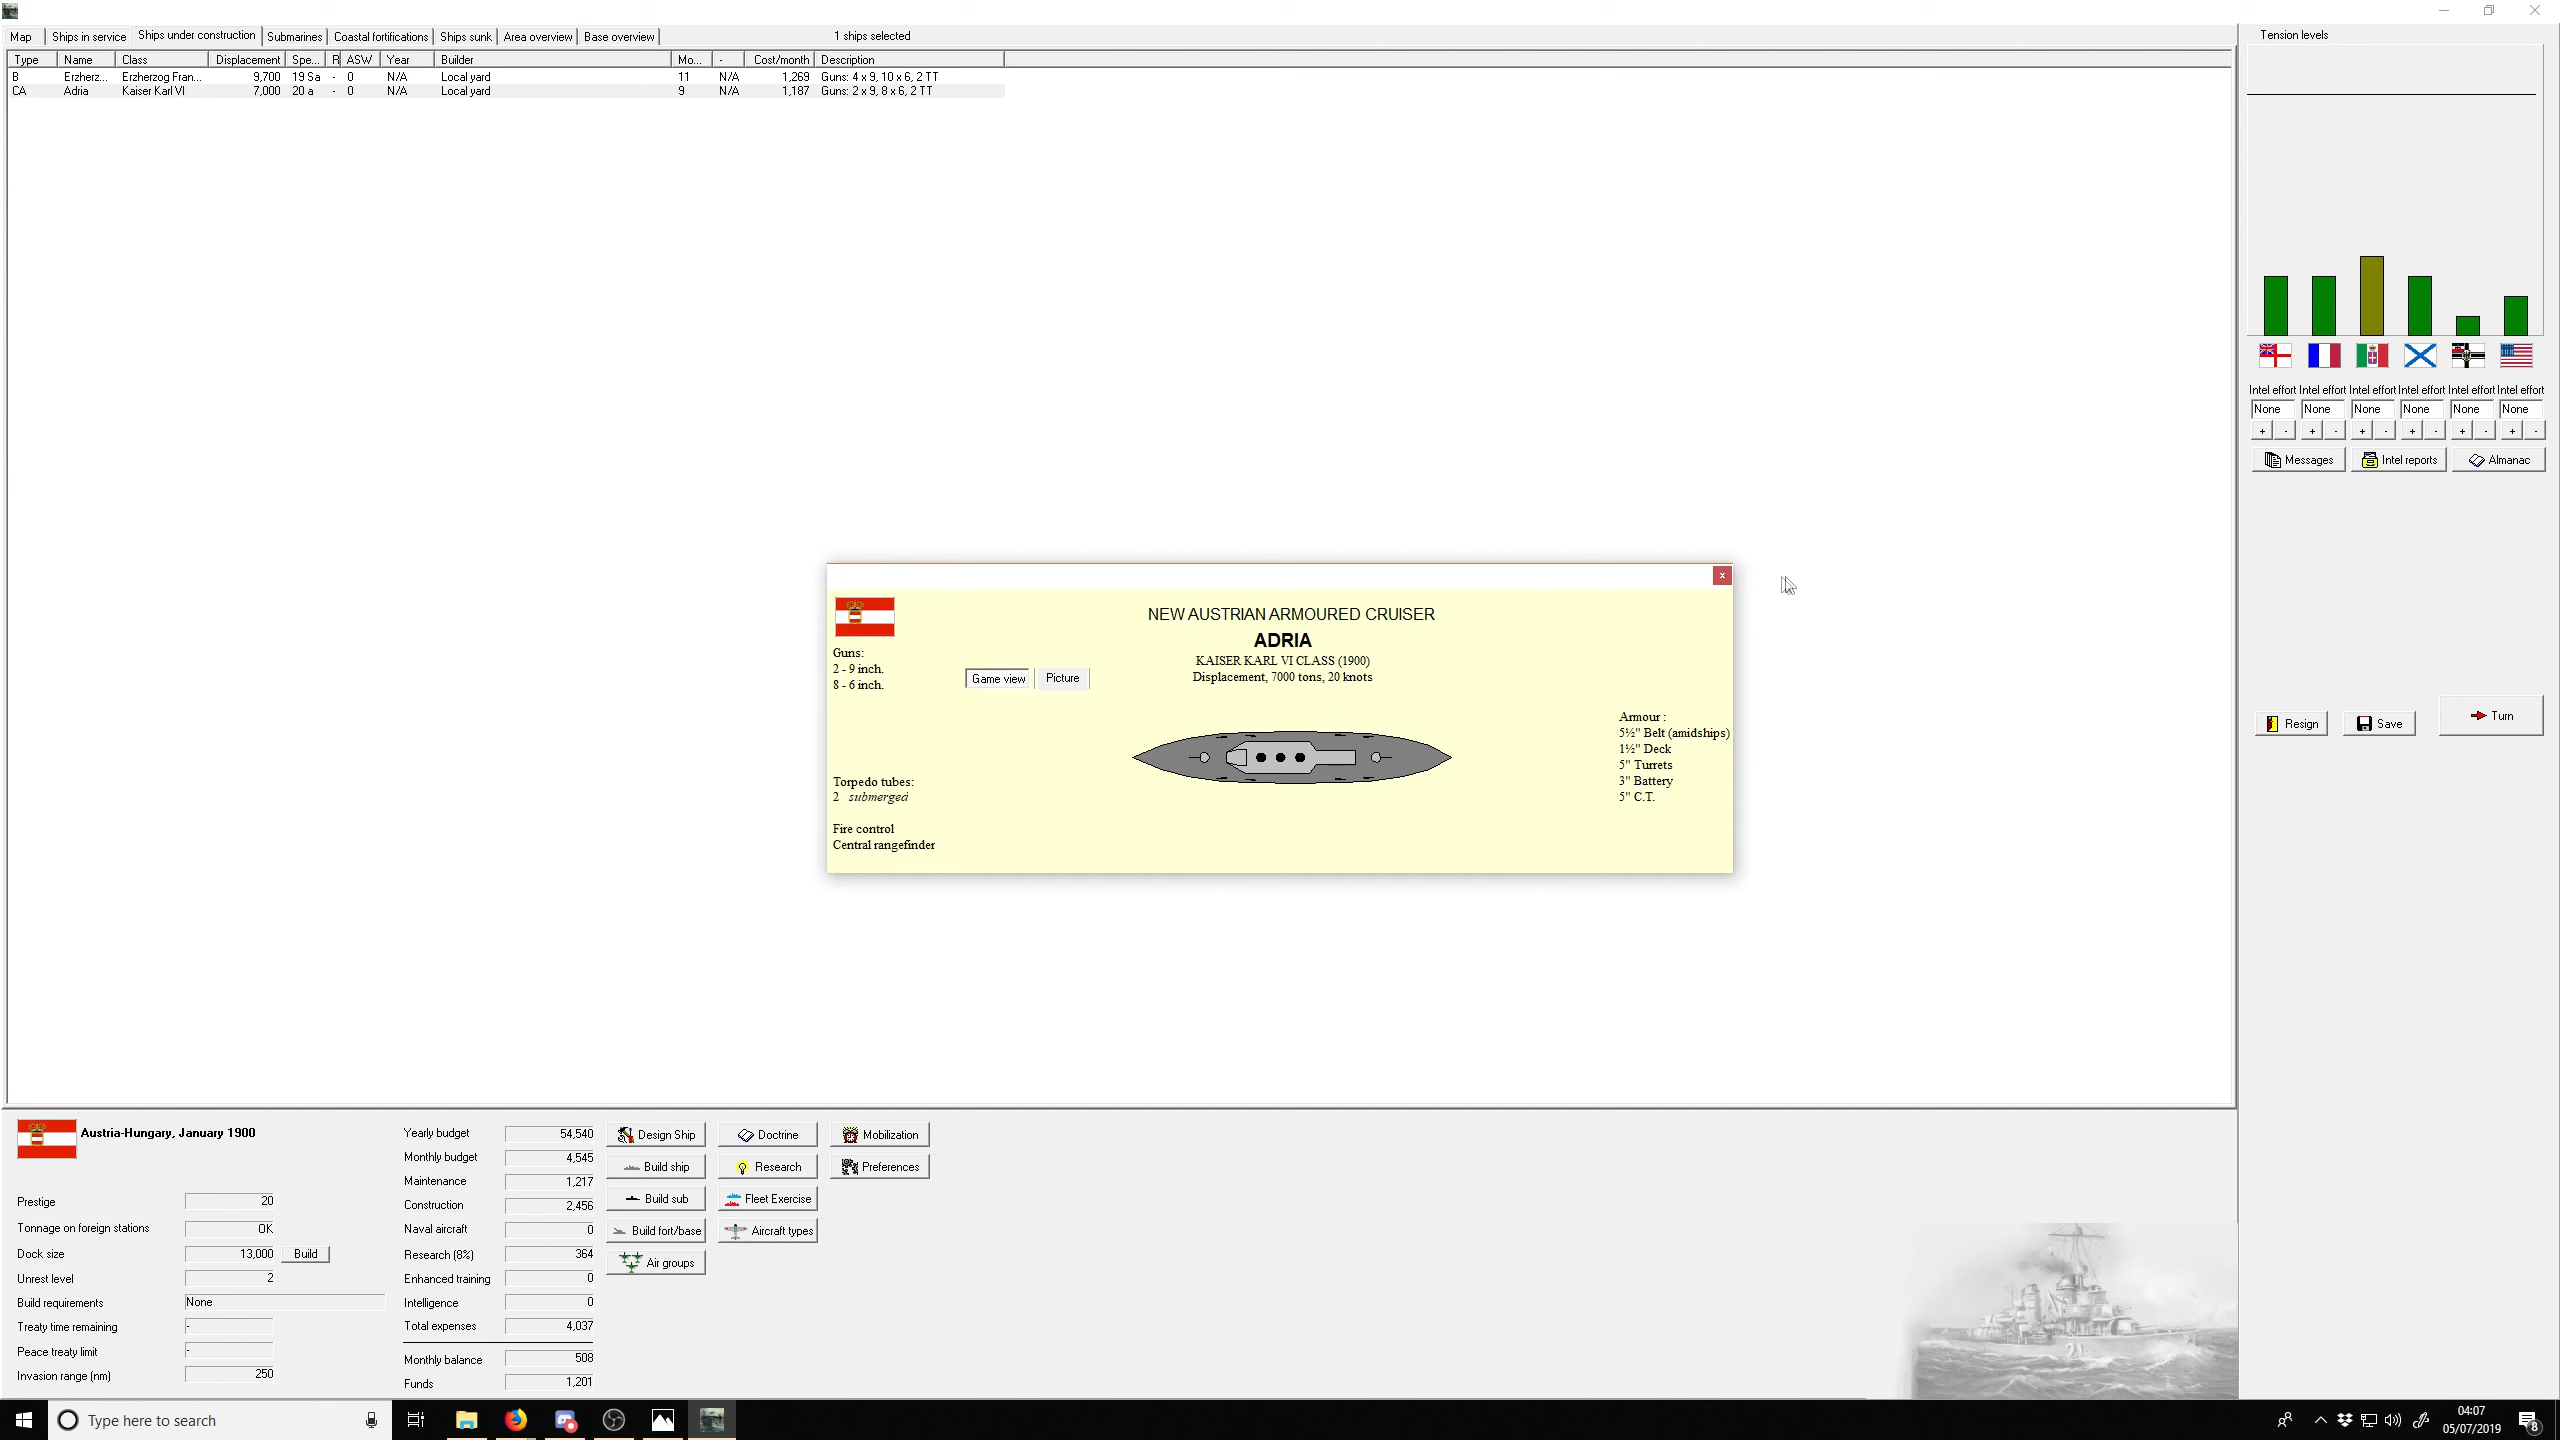 Map Ships in service Ships under construction Submarines Coastal fortifications Ships sunk Area overview Base overview 1 ships selected
Type Name Class Displacement Spe... R ASW Year Builder Mo... - Cost/month Description
B Erzherz... Erzherzog Fran... 9,700 19 Sa - 0 N/A Local yard 11 N/A 1,269 Guns: 4 x 9, 10 x 6, 2 TT
CA Adria Kaiser Karl VI 7,000 20 a - 0 N/A Local yard 9 N/A 1,187 Guns: 2 x 9, 8 x 6, 2 TT
Tension levels
Intel effort Intel effort Intel effort Intel effort Intel effort Intel effort
None None None None None None
+ - + - + - + - + - + -
Messages Intel reports Almanac
Resign Save Turn
x
NEW AUSTRIAN ARMOURED CRUISER
ADRIA
KAISER KARL VI CLASS (1900)
Displacement, 7000 tons, 20 knots
Guns:
2 - 9 inch.
8 - 6 inch.
Game view Picture
Armour :
5½" Belt (amidships)
1½" Deck
5" Turrets
3" Battery
5" C.T.
Torpedo tubes:
2 submerged
Fire control
Central rangefinder
Austria-Hungary, January 1900
Prestige 20
Tonnage on foreign stations OK
Dock size 13,000 Build
Unrest level 2
Build requirements None
Treaty time remaining -
Peace treaty limit -
Invasion range (nm) 250
Yearly budget 54,540
Monthly budget 4,545
Maintenance 1,217
Construction 2,456
Naval aircraft 0
Research (8%) 364
Enhanced training 0
Intelligence 0
Total expenses 4,037
Monthly balance 508
Funds 1,201
Design Ship Doctrine Mobilization
Build ship Research Preferences
Build sub Fleet Exercise
Build fort/base Aircraft types
Air groups
Type here to search
04:07
05/07/2019
8